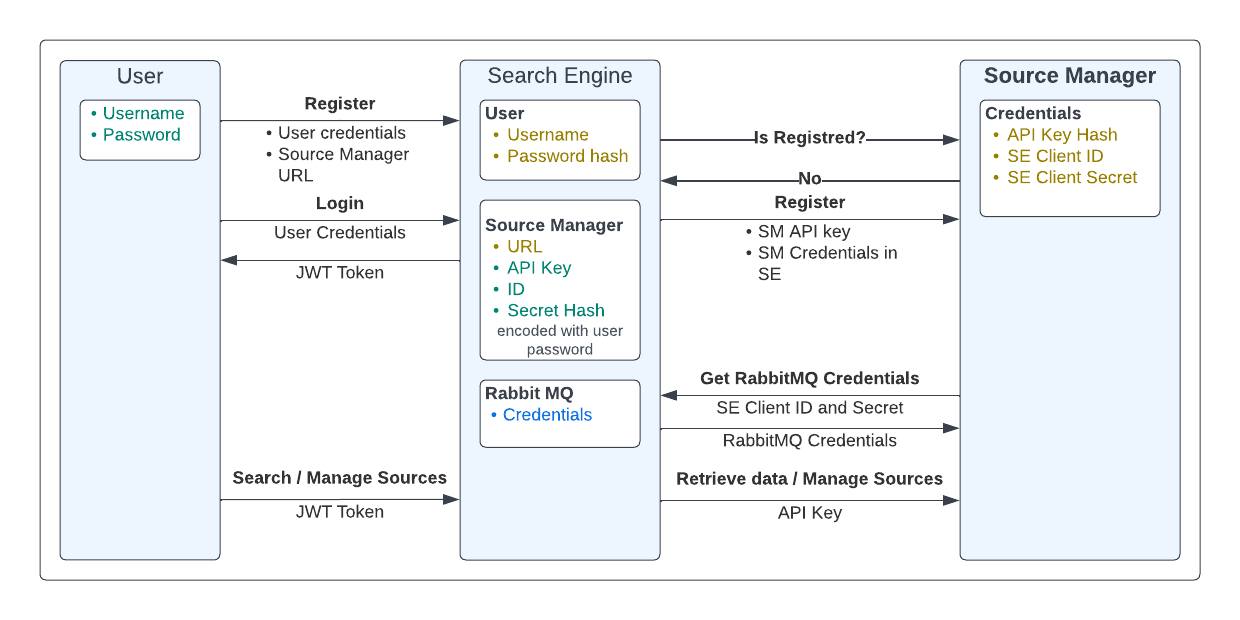 User
• Username
• Password
Register
• User credentials
• Source Manager
URL
Login
User Credentials
JWT Token
Search / Manage Sources
JWT Token
Search Engine
User
• Username
• Password hash
Source Manager
• URL
• API Key
• ID
• Secret Hash
encoded with user
password
Rabbit MQ
• Credentials
Is Registred?
No
Register
• SM API key
• SM Credentials in
SE
Get RabbitMQ Credentials
SE Client ID and Secret
RabbitMQ Credentials
Retrieve data / Manage Sources
API Key
Source Manager
Credentials
• API Key Hash
• SE Client ID
• SE Client Secret